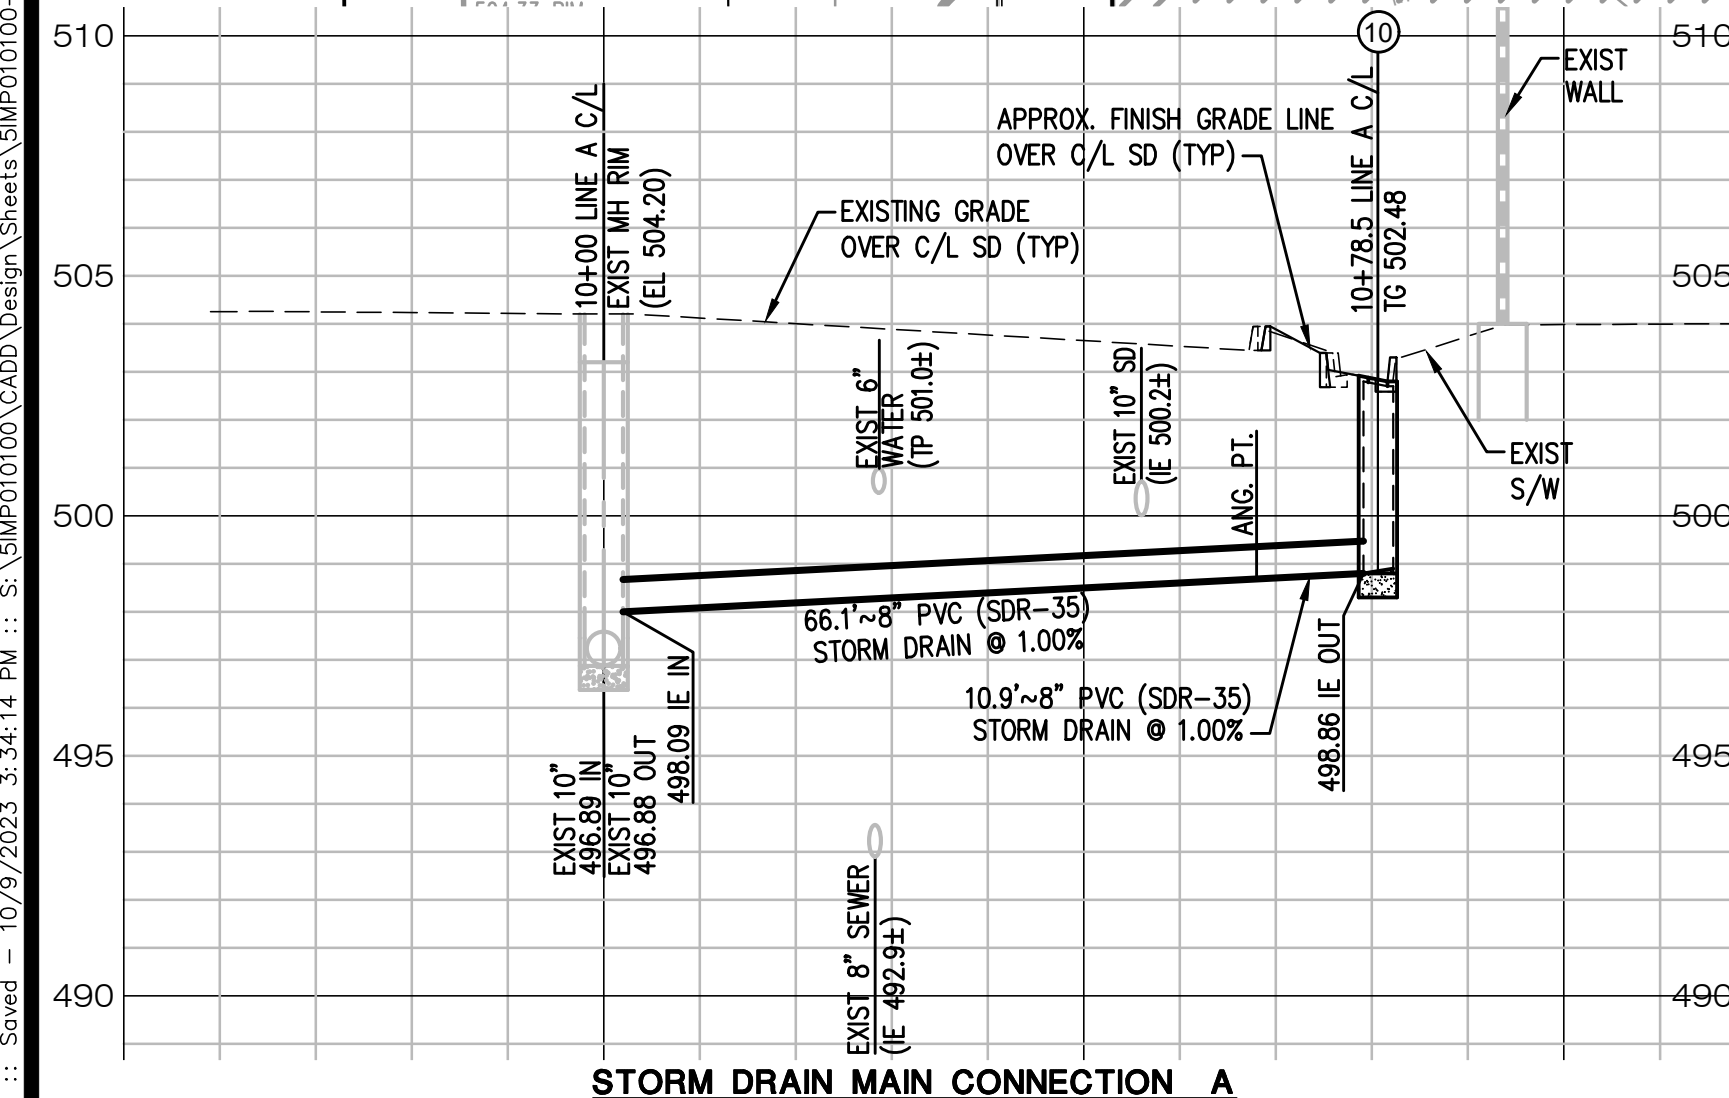 :: Saved - 10/9/2023 3:34:14 PM :: S:\5IMP010100\CADD\Design\Sheets\5IMP010100-
504.33 RIM
510
510
505
505
500
500
495
495
490
490
10
10+00 LINE A C/L
EXIST MH RIM
(EL 504.20)
EXISTING GRADE
OVER C/L SD (TYP)
APPROX. FINISH GRADE LINE
OVER C/L SD (TYP)
10+78.5 LINE A C/L
TG 502.48
EXIST
WALL
EXIST 6"
WATER
(TP 501.0±)
EXIST 10" SD
(IE 500.2±)
ANG. PT.
EXIST
S/W
66.1'~8" PVC (SDR-35)
STORM DRAIN @ 1.00%
10.9'~8" PVC (SDR-35)
STORM DRAIN @ 1.00%
498.86 IE OUT
498.09 IE IN
EXIST 10"
496.89 IN
EXIST 10"
496.88 OUT
EXIST 8" SEWER
(IE 492.9±)
STORM DRAIN MAIN CONNECTION A